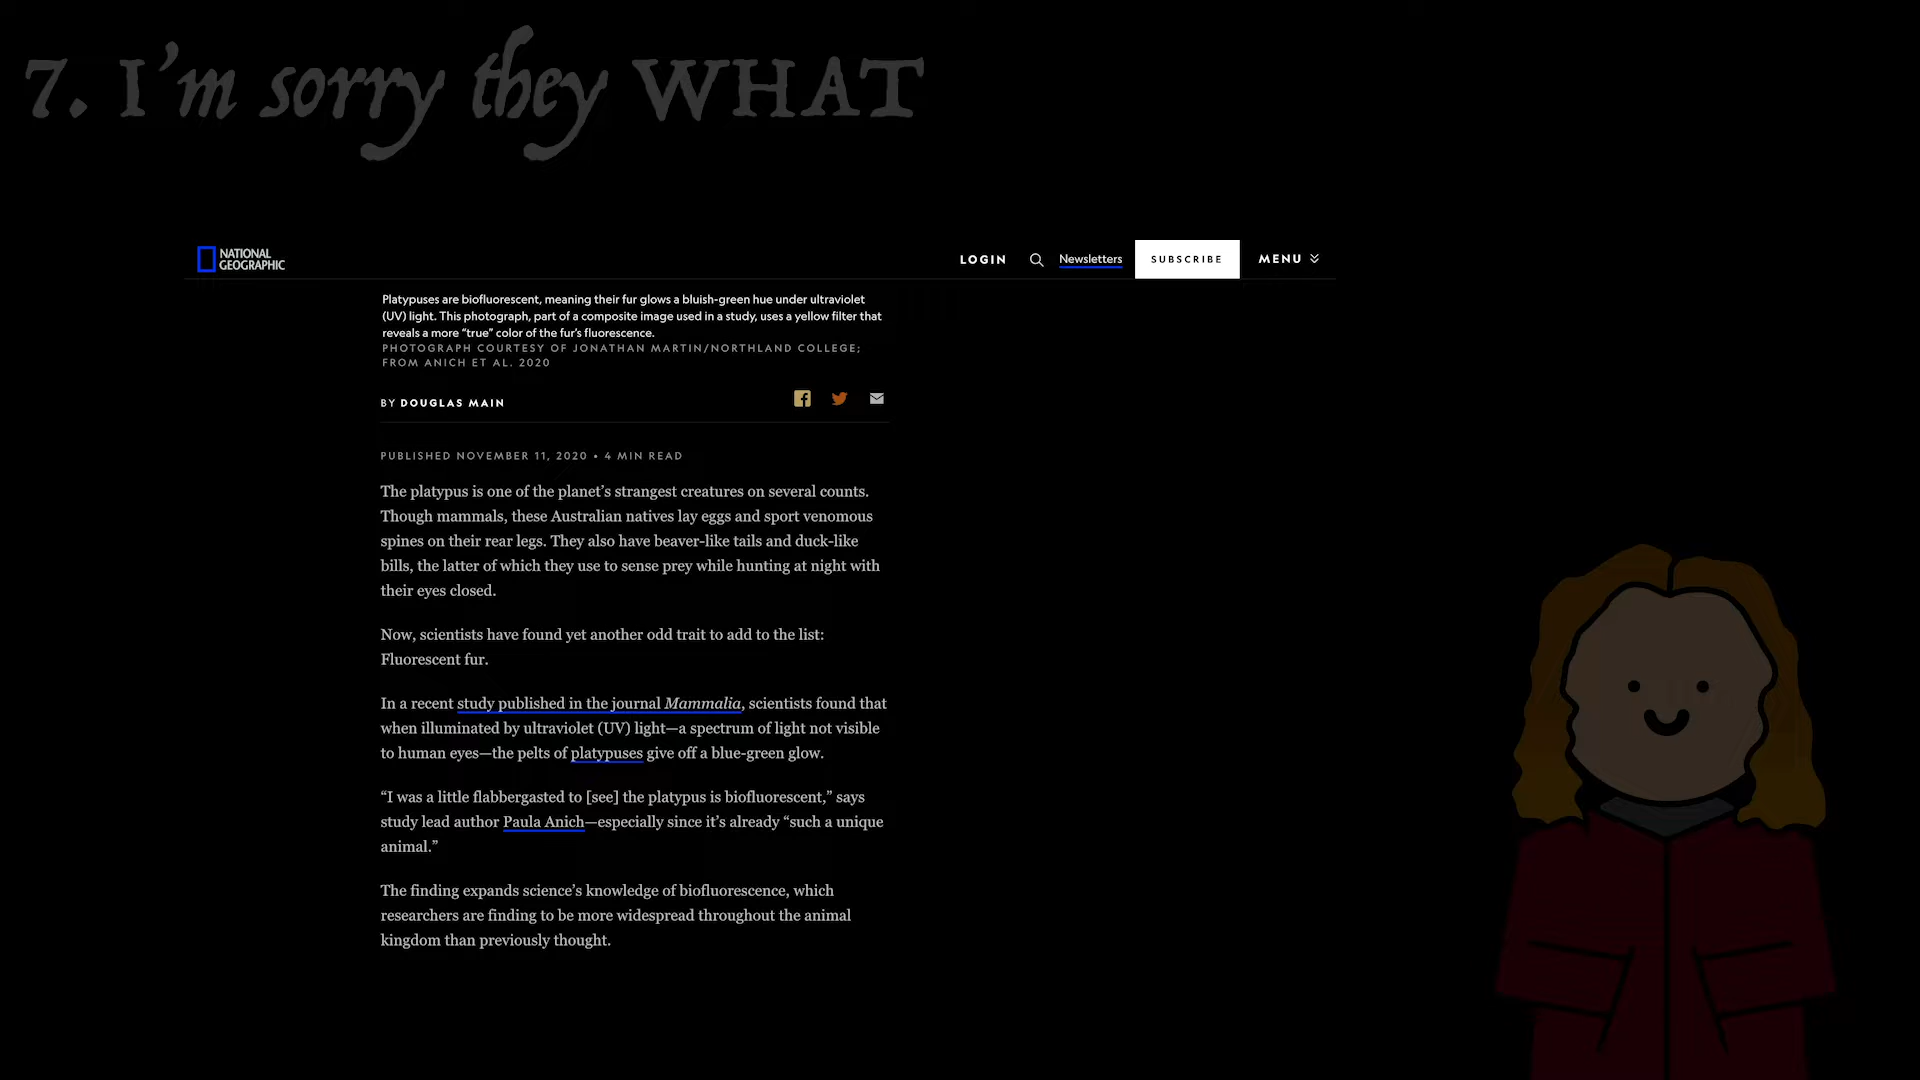 7. I'm sorry they WHAT
NATIONAL
GEOGRAPHIC
LOGIN
Newsletters
SUBSCRIBE
MENU
Platypuses are biofluorescent, meaning their fur glows a bluish-green hue under ultraviolet
(UV) light. This photograph, part of a composite image used in a study, uses a yellow filter that
reveals a more “true” color of the fur’s fluorescence.
PHOTOGRAPH COURTESY OF JONATHAN MARTIN/NORTHLAND COLLEGE;
FROM ANICH ET AL. 2020
BY DOUGLAS MAIN
PUBLISHED NOVEMBER 11, 2020 • 4 MIN READ
The platypus is one of the planet’s strangest creatures on several counts.
Though mammals, these Australian natives lay eggs and sport venomous
spines on their rear legs. They also have beaver-like tails and duck-like
bills, the latter of which they use to sense prey while hunting at night with
their eyes closed.
Now, scientists have found yet another odd trait to add to the list:
Fluorescent fur.
In a recent study published in the journal Mammalia, scientists found that
when illuminated by ultraviolet (UV) light—a spectrum of light not visible
to human eyes—the pelts of platypuses give off a blue-green glow.
“I was a little flabbergasted to [see] the platypus is biofluorescent,” says
study lead author Paula Anich—especially since it’s already “such a unique
animal.”
The finding expands science’s knowledge of biofluorescence, which
researchers are finding to be more widespread throughout the animal
kingdom than previously thought.